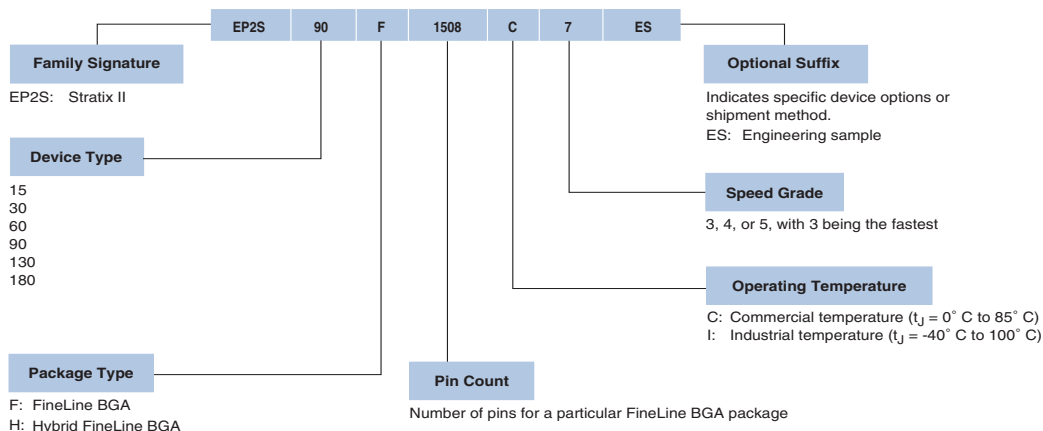 EP2S 90 F 1508 C 7 ES
Family Signature
EP2S: Stratix II
Device Type
15
30
60
90
130
180
Package Type
F: FineLine BGA
H: Hybrid FineLine BGA
Pin Count
Number of pins for a particular FineLine BGA package
Optional Suffix
Indicates specific device options or
shipment method.
ES: Engineering sample
Speed Grade
3, 4, or 5, with 3 being the fastest
Operating Temperature
C: Commercial temperature (tJ = 0° C to 85° C)
I: Industrial temperature (tJ = -40° C to 100° C)